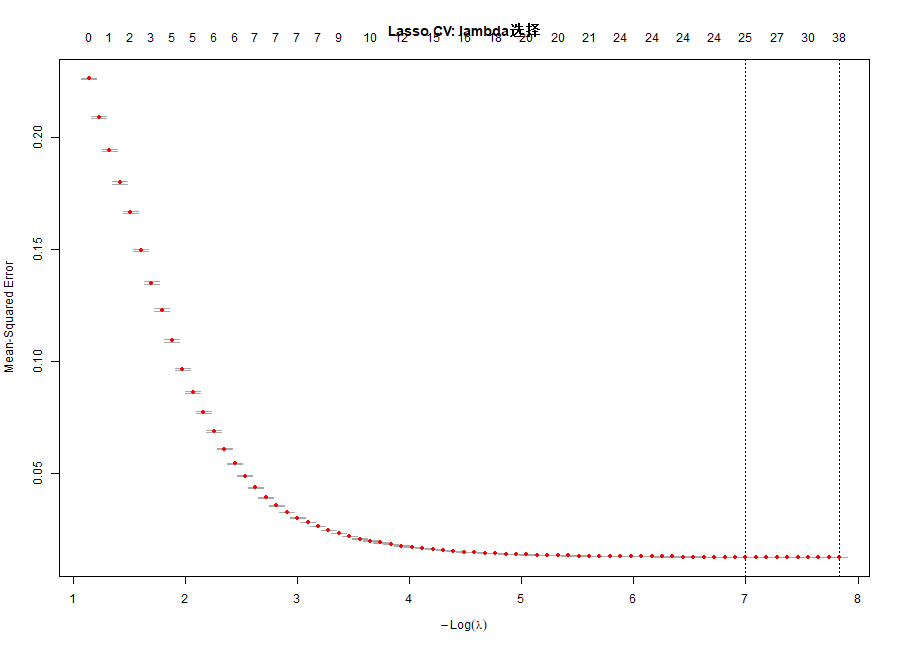 Lasso CV: lambda选择
0 1 2 3 5 5 6 6 7 7 7 7 9 10 12 15 16 18 20 20 21 24 24 24 24 25 27 30 38
0.20
0.15
0.10
0.05
Mean-Squared Error
1 2 3 4 5 6 7 8
−Log(λ)